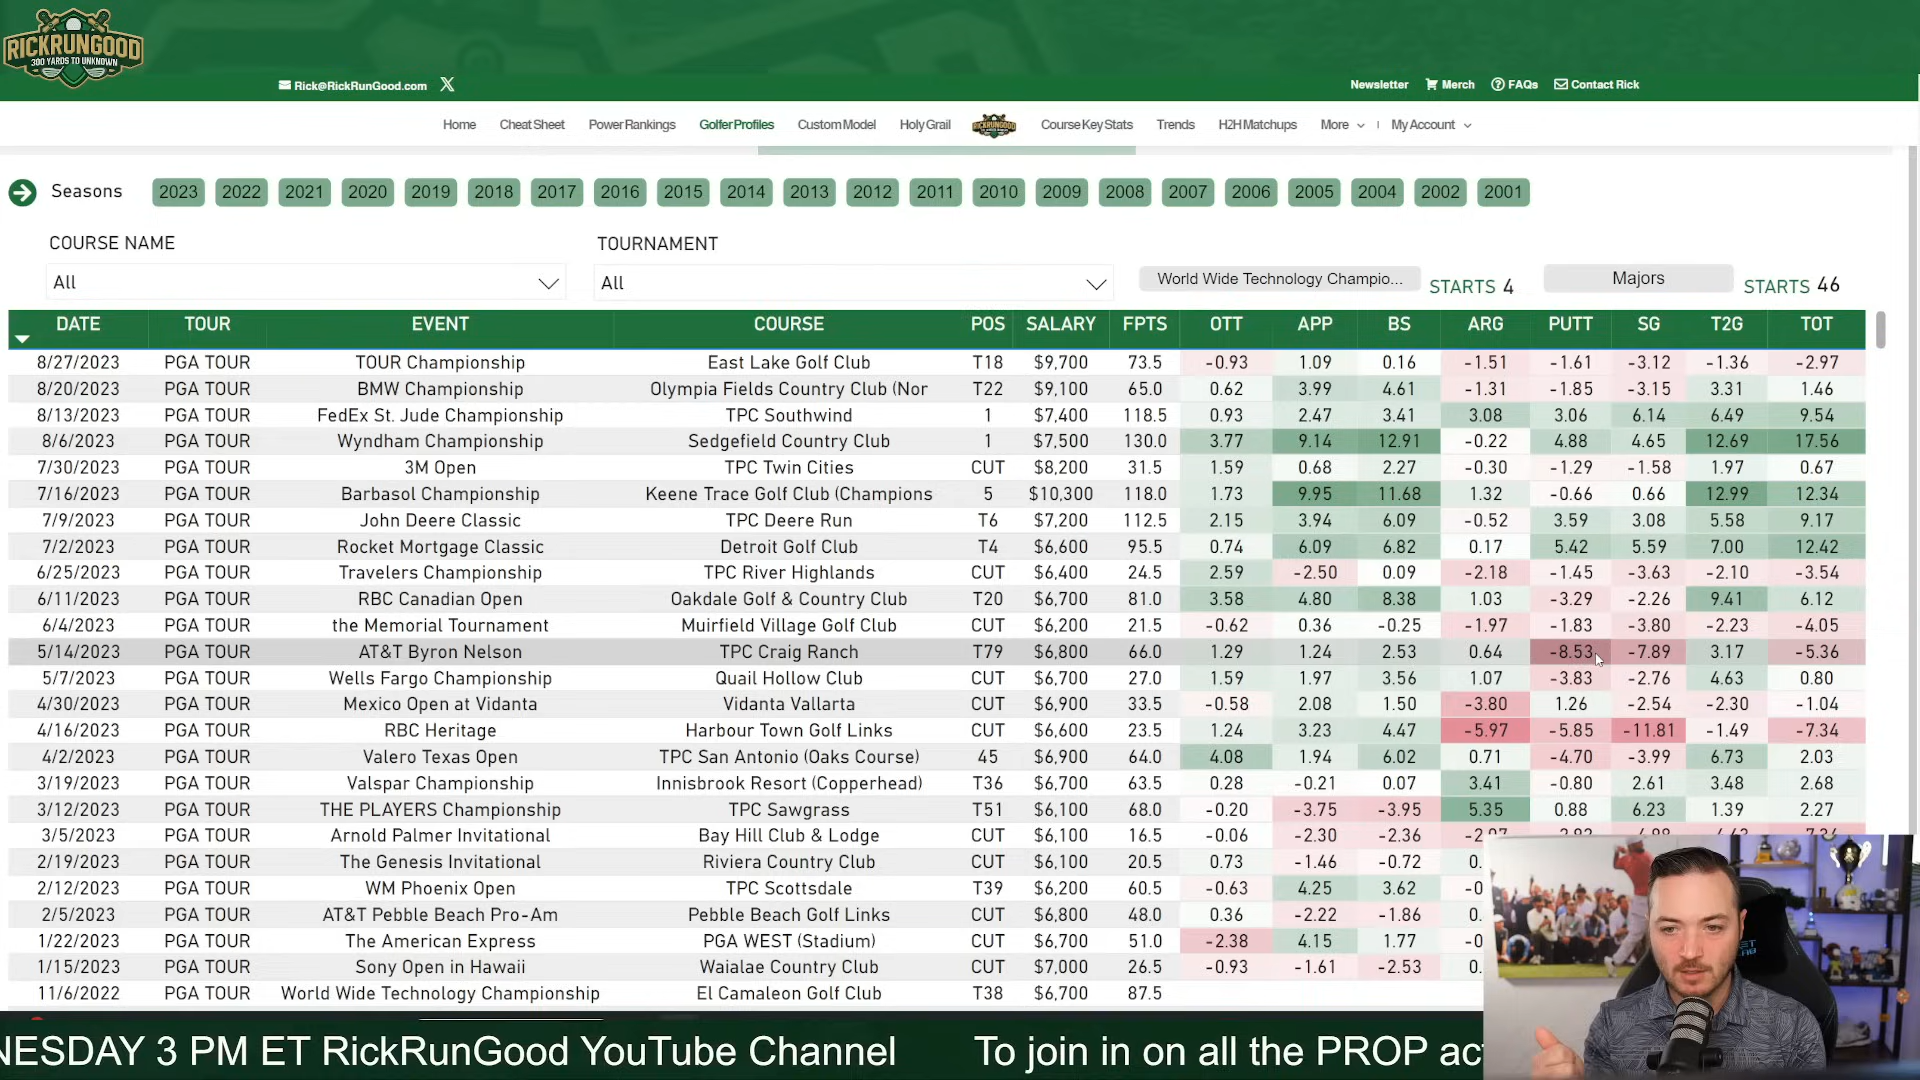 RICKRUNGOOD
300 YARDS TO UNKNOWN
Rick@RickRunGood.com
Newsletter Merch FAQs Contact Rick
Home Cheat Sheet Power Rankings Golfer Profiles Custom Model Holy Grail RICKRUNGOOD Course Key Stats Trends H2H Matchups More My Account
Seasons 2023 2022 2021 2020 2019 2018 2017 2016 2015 2014 2013 2012 2011 2010 2009 2008 2007 2006 2005 2004 2002 2001
COURSE NAME TOURNAMENT
All All World Wide Technology Champio... STARTS 4 Majors STARTS 46
DATE TOUR EVENT COURSE POS SALARY FPTS OTT APP BS ARG PUTT SG T2G TOT
8/27/2023 PGA TOUR TOUR Championship East Lake Golf Club T18 $9,700 73.5 -0.93 1.09 0.16 -1.51 -1.61 -3.12 -1.36 -2.97
8/20/2023 PGA TOUR BMW Championship Olympia Fields Country Club (Nor T22 $9,100 65.0 0.62 3.99 4.61 -1.31 -1.85 -3.15 3.31 1.46
8/13/2023 PGA TOUR FedEx St. Jude Championship TPC Southwind 1 $7,400 118.5 0.93 2.47 3.41 3.08 3.06 6.14 6.49 9.54
8/6/2023 PGA TOUR Wyndham Championship Sedgefield Country Club 1 $7,500 130.0 3.77 9.14 12.91 -0.22 4.88 4.65 12.69 17.56
7/30/2023 PGA TOUR 3M Open TPC Twin Cities CUT $8,200 31.5 1.59 0.68 2.27 -0.30 -1.29 -1.58 1.97 0.67
7/16/2023 PGA TOUR Barbasol Championship Keene Trace Golf Club (Champions 5 $10,300 118.0 1.73 9.95 11.68 1.32 -0.66 0.66 12.99 12.34
7/9/2023 PGA TOUR John Deere Classic TPC Deere Run T6 $7,200 112.5 2.15 3.94 6.09 -0.52 3.59 3.08 5.58 9.17
7/2/2023 PGA TOUR Rocket Mortgage Classic Detroit Golf Club T4 $6,600 95.5 0.74 6.09 6.82 0.17 5.42 5.59 7.00 12.42
6/25/2023 PGA TOUR Travelers Championship TPC River Highlands CUT $6,400 24.5 2.59 -2.50 0.09 -2.18 -1.45 -3.63 -2.10 -3.54
6/11/2023 PGA TOUR RBC Canadian Open Oakdale Golf & Country Club T20 $6,700 81.0 3.58 4.80 8.38 1.03 -3.29 -2.26 9.41 6.12
6/4/2023 PGA TOUR the Memorial Tournament Muirfield Village Golf Club CUT $6,200 21.5 -0.62 0.36 -0.25 -1.97 -1.83 -3.80 -2.23 -4.05
5/14/2023 PGA TOUR AT&T Byron Nelson TPC Craig Ranch T79 $6,800 66.0 1.29 1.24 2.53 0.64 -8.53 -7.89 3.17 -5.36
5/7/2023 PGA TOUR Wells Fargo Championship Quail Hollow Club CUT $6,700 27.0 1.59 1.97 3.56 1.07 -3.83 -2.76 4.63 0.80
4/30/2023 PGA TOUR Mexico Open at Vidanta Vidanta Vallarta CUT $6,900 33.5 -0.58 2.08 1.50 -3.80 1.26 -2.54 -2.30 -1.04
4/16/2023 PGA TOUR RBC Heritage Harbour Town Golf Links CUT $6,600 23.5 1.24 3.23 4.47 -5.97 -5.85 -11.81 -1.49 -7.34
4/2/2023 PGA TOUR Valero Texas Open TPC San Antonio (Oaks Course) 45 $6,900 64.0 4.08 1.94 6.02 0.71 -4.70 -3.99 6.73 2.03
3/19/2023 PGA TOUR Valspar Championship Innisbrook Resort (Copperhead) T36 $6,700 63.5 0.28 -0.21 0.07 3.41 -0.80 2.61 3.48 2.68
3/12/2023 PGA TOUR THE PLAYERS Championship TPC Sawgrass T51 $6,100 68.0 -0.20 -3.75 -3.95 5.35 0.88 6.23 1.39 2.27
3/5/2023 PGA TOUR Arnold Palmer Invitational Bay Hill Club & Lodge CUT $6,100 16.5 -0.06 -2.30 -2.36
2/19/2023 PGA TOUR The Genesis Invitational Riviera Country Club CUT $6,100 20.5 0.73 -1.46 -0.72 0.
2/12/2023 PGA TOUR WM Phoenix Open TPC Scottsdale T39 $6,200 60.5 -0.63 4.25 3.62 -0
2/5/2023 PGA TOUR AT&T Pebble Beach Pro-Am Pebble Beach Golf Links CUT $6,800 48.0 0.36 -2.22 -1.86 0.
1/22/2023 PGA TOUR The American Express PGA WEST (Stadium) CUT $6,700 51.0 -2.38 4.15 1.77 -0
1/15/2023 PGA TOUR Sony Open in Hawaii Waialae Country Club CUT $7,000 26.5 -0.93 -1.61 -2.53 0.
11/6/2022 PGA TOUR World Wide Technology Championship El Camaleon Golf Club T38 $6,700 87.5
NESDAY 3 PM ET RickRunGood YouTube Channel To join in on all the PROP ac